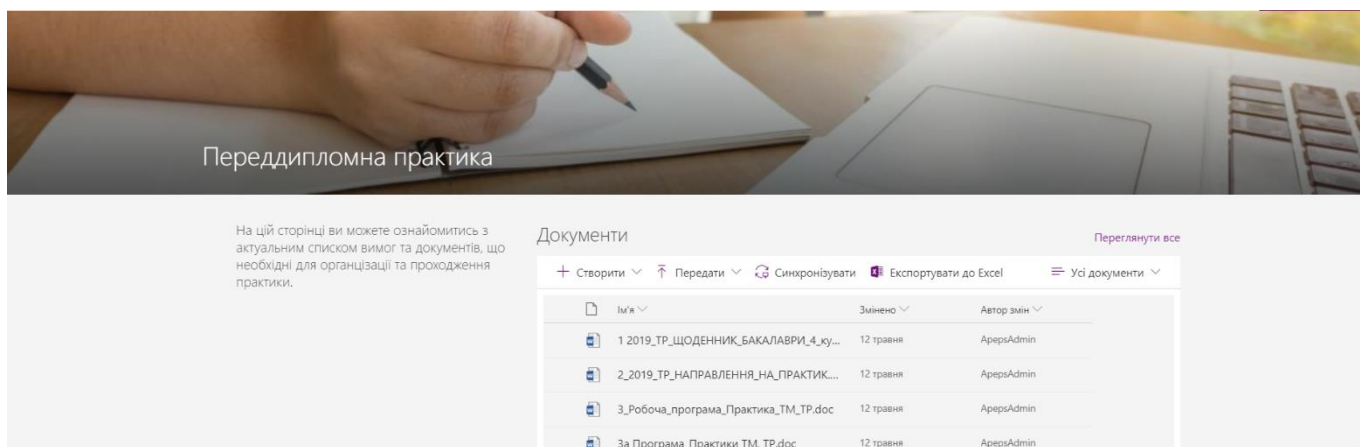 Переддипломна практика
На цій сторінці ви можете ознайомитись з
актуальним списком вимог та документів, що
необхідні для органцізації та проходження
практики.
Документи
Переглянути все
Створити Передати Синхронізувати Експортувати до Excel Усі документи
Ім'я Змінено Автор змін
1 2019_ТР_ЩОДЕННИК_БАКАЛАВРИ_4_ку... 12 травня ApepsAdmin
2_2019_ТР_НАПРАВЛЕННЯ_НА_ПРАКТИК.... 12 травня ApepsAdmin
3_Робоча_програма_Практика_ТМ_ТР.doc 12 травня ApepsAdmin
3а Програма_Практики ТМ_ТР.doc 12 травня ApepsAdmin